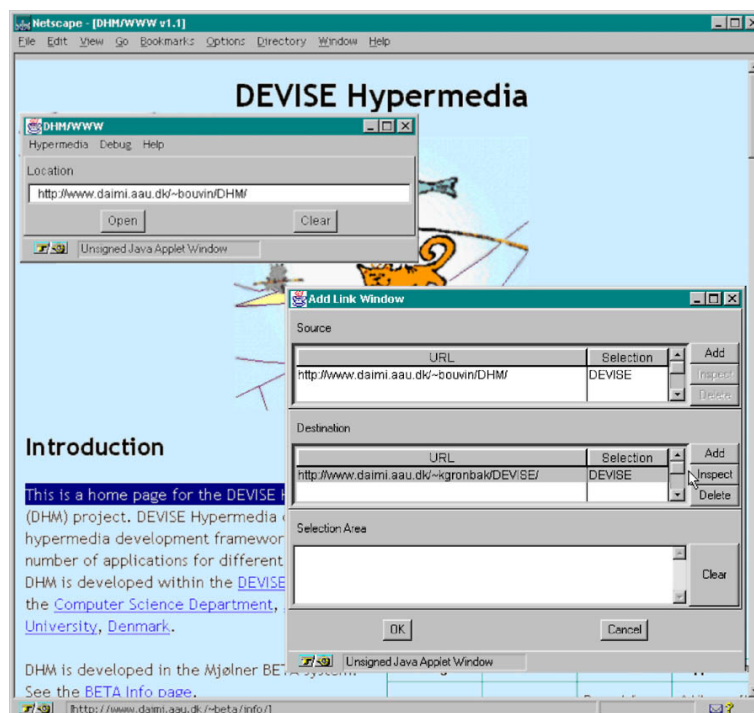 Netscape - [DHM/WWW v1.1]
File Edit View Go Bookmarks Options Directory Window Help
DEVISE Hypermedia
DHM/WWW
Hypermedia Debug Help
Location
http://www.daimi.aau.dk/~bouvin/DHM/
Open Clear
Unsigned Java Applet Window
Add Link Window
Source
URL Selection
http://www.daimi.aau.dk/~bouvin/DHM/ DEVISE
Add
Inspect
Delete
Destination
URL Selection
http://www.daimi.aau.dk/~kgronbak/DEVISE/ DEVISE
Add
Inspect
Delete
Selection Area
Clear
OK Cancel
Unsigned Java Applet Window
Introduction
This is a home page for the DEVISE
(DHM) project. DEVISE Hypermedia
hypermedia development
number of applications for different
DHM is developed within the DEVISE
the Computer Science Department,
University, Denmark.
DHM is developed in the Mjølner BETA system.
See the BETA Info page.
[http://www.daimi.aau.dk/~beta/info/]